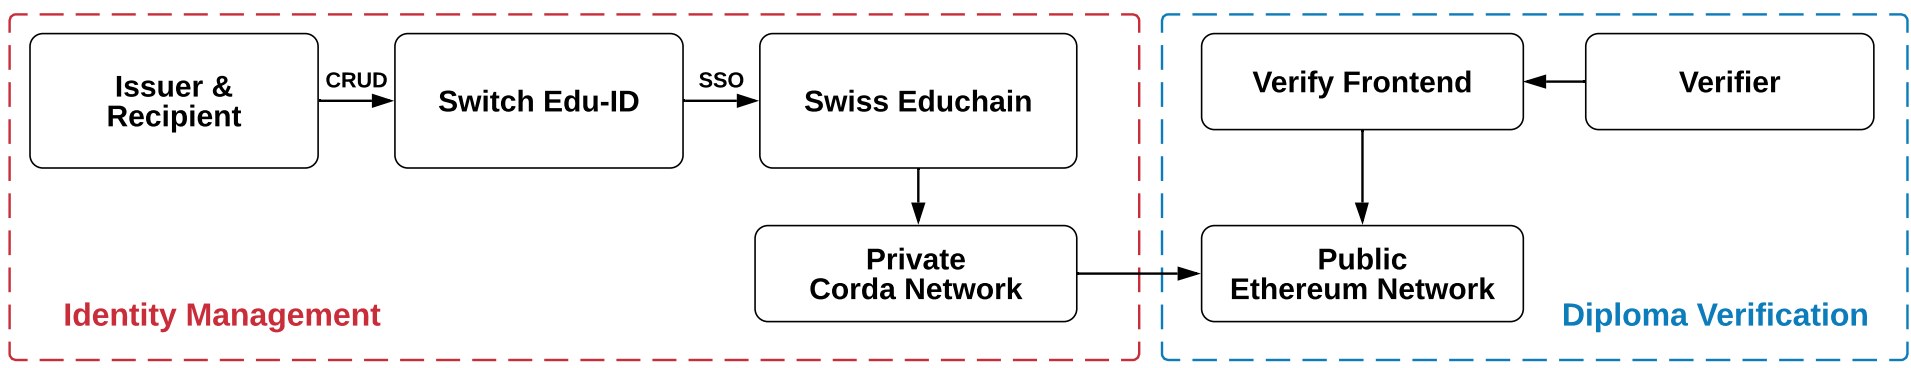 Issuer &
Recipient
CRUD
Switch Edu-ID
SSO
Swiss Educhain
Private
Corda Network
Identity Management
Verify Frontend
Verifier
Public
Ethereum Network
Diploma Verification